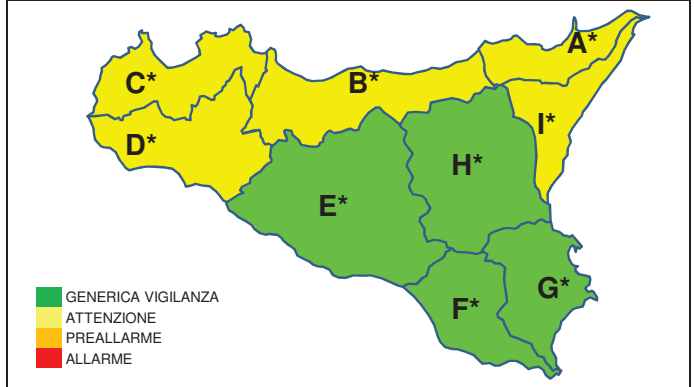 A*
C*
B*
I*
D*
H*
E*
G*
F*
GENERICA VIGILANZA
ATTENZIONE
PREALLARME
ALLARME